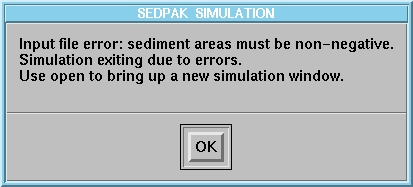 SEDPAK SIMULATION
Input file error: sediment areas must be non-negative.
Simulation exiting due to errors.
Use open to bring up a new simulation window.
OK